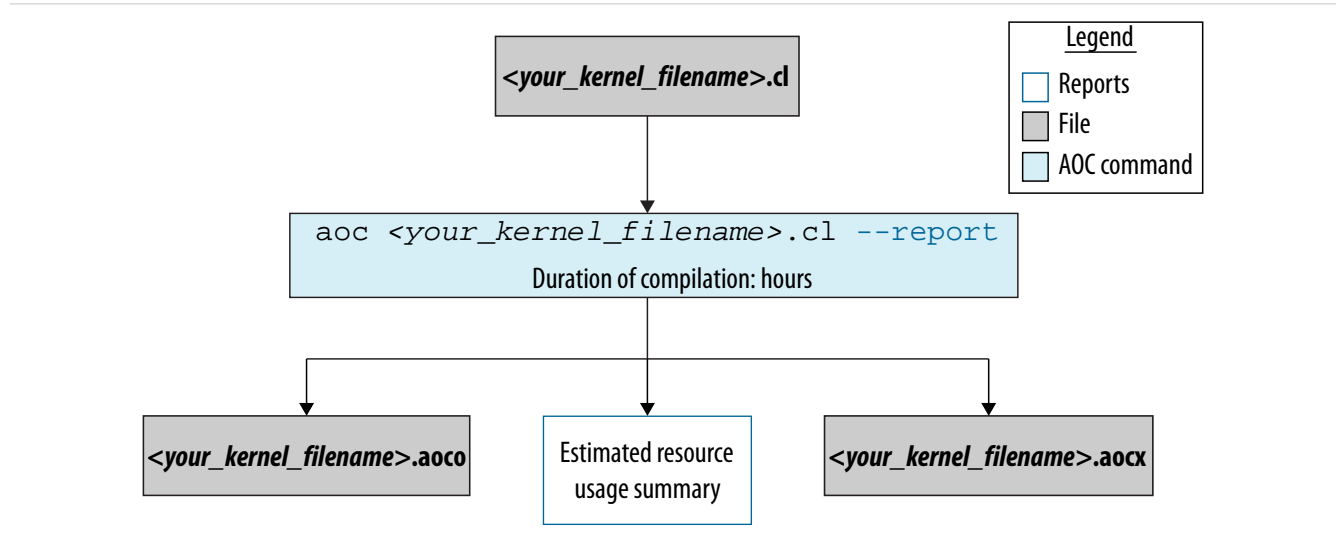 <your_kernel_filename>.cl
Legend
Reports
File
AOC command
aoc <your_kernel_filename>.cl --report
Duration of compilation: hours
<your_kernel_filename>.aoco
Estimated resource
usage summary
<your_kernel_filename>.aocx